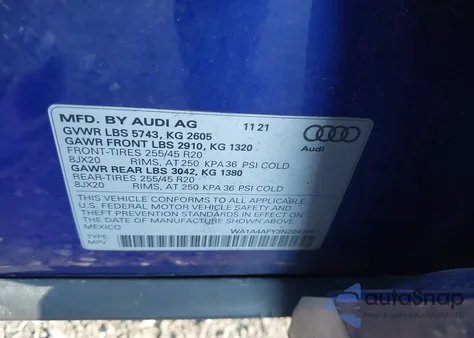 MFD. BY AUDI AG 11 21
GVWR LBS 5743, KG 2605
GAWR FRONT LBS 2910, KG 1320
FRONT-TIRES 255/45 R20
8JX20 RIMS, AT 250 KPA 36 PSI COLD
GAWR REAR LBS 3042, KG 1380
REAR-TIRES 255/45 R20
8JX20 RIMS, AT 250 KPA 36 PSI COLD
THIS VEHICLE CONFORMS TO ALL APPLICABLE
U.S. FEDERAL MOTOR VEHICLE SAFETY AND
THEFT PREVENTION STANDARDS IN EFFECT ON
THE DATE OF MANUFACTURE SHOWN ABOVE.
MEXICO
TYPE:
MPV
Audi
autoSnap